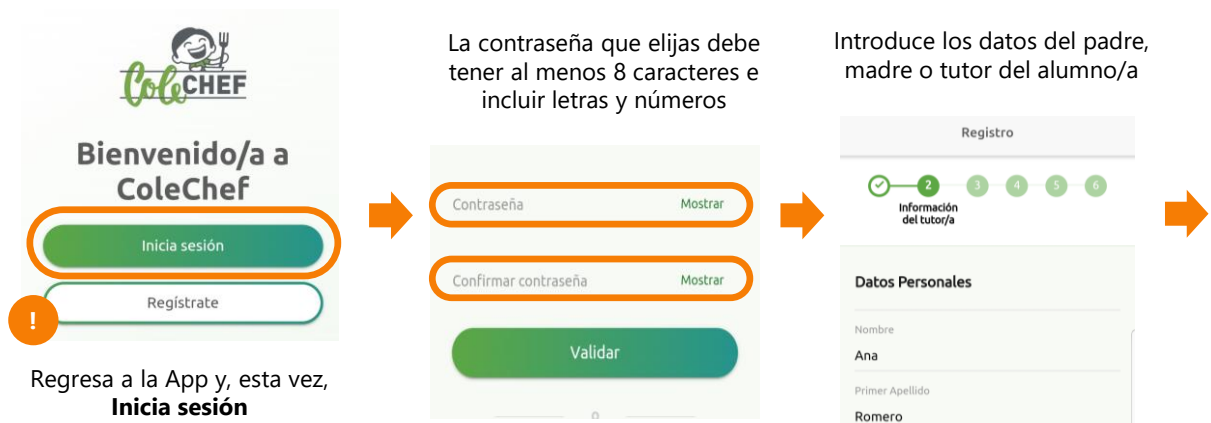 ColeCHEF
Bienvenido/a a
ColeChef
Inicia sesión
Regístrate
!
Regresa a la App y, esta vez,
Inicia sesión
La contraseña que elijas debe
tener al menos 8 caracteres e
incluir letras y números
Contraseña Mostrar
Confirmar contraseña Mostrar
Validar
Introduce los datos del padre,
madre o tutor del alumno/a
Registro
2 3 4 5 6
Información
del tutor/a
Datos Personales
Nombre
Ana
Primer Apellido
Romero